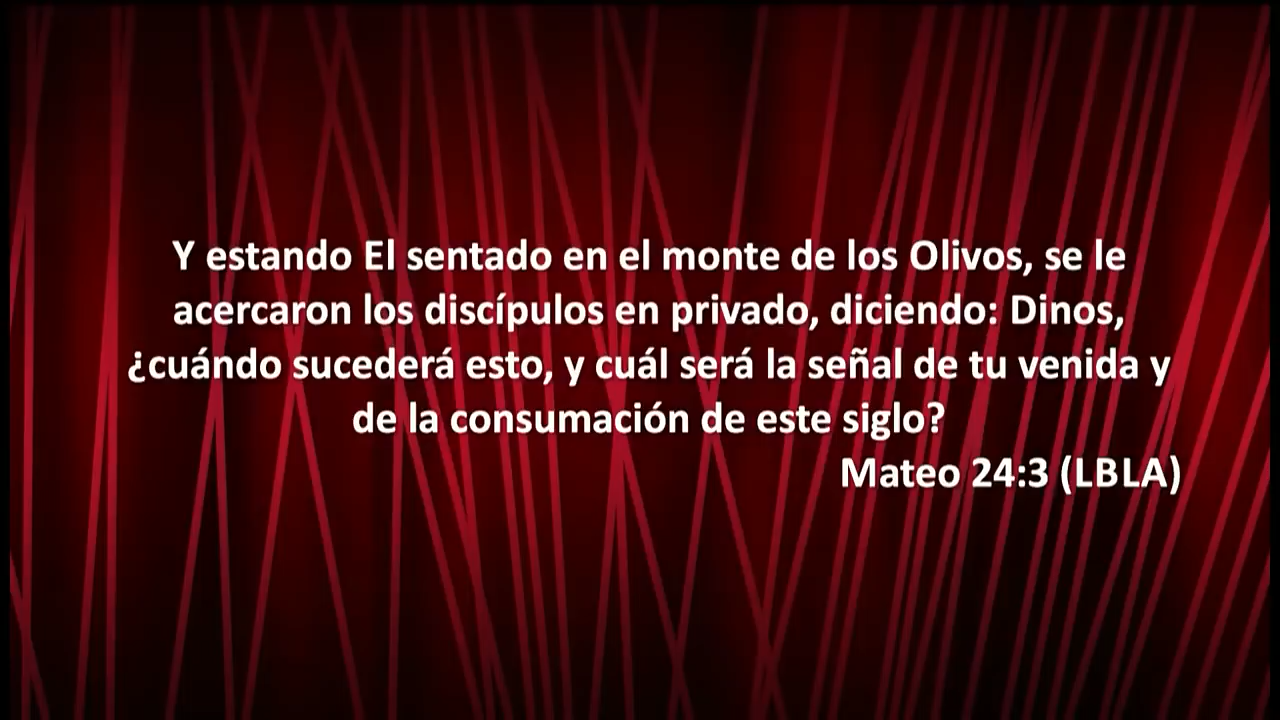 Y estando El sentado en el monte de los Olivos, se le
acercaron los discípulos en privado, diciendo: Dinos,
¿cuándo sucederá esto, y cuál será la señal de tu venida y
de la consumación de este siglo?
Mateo 24:3 (LBLA)